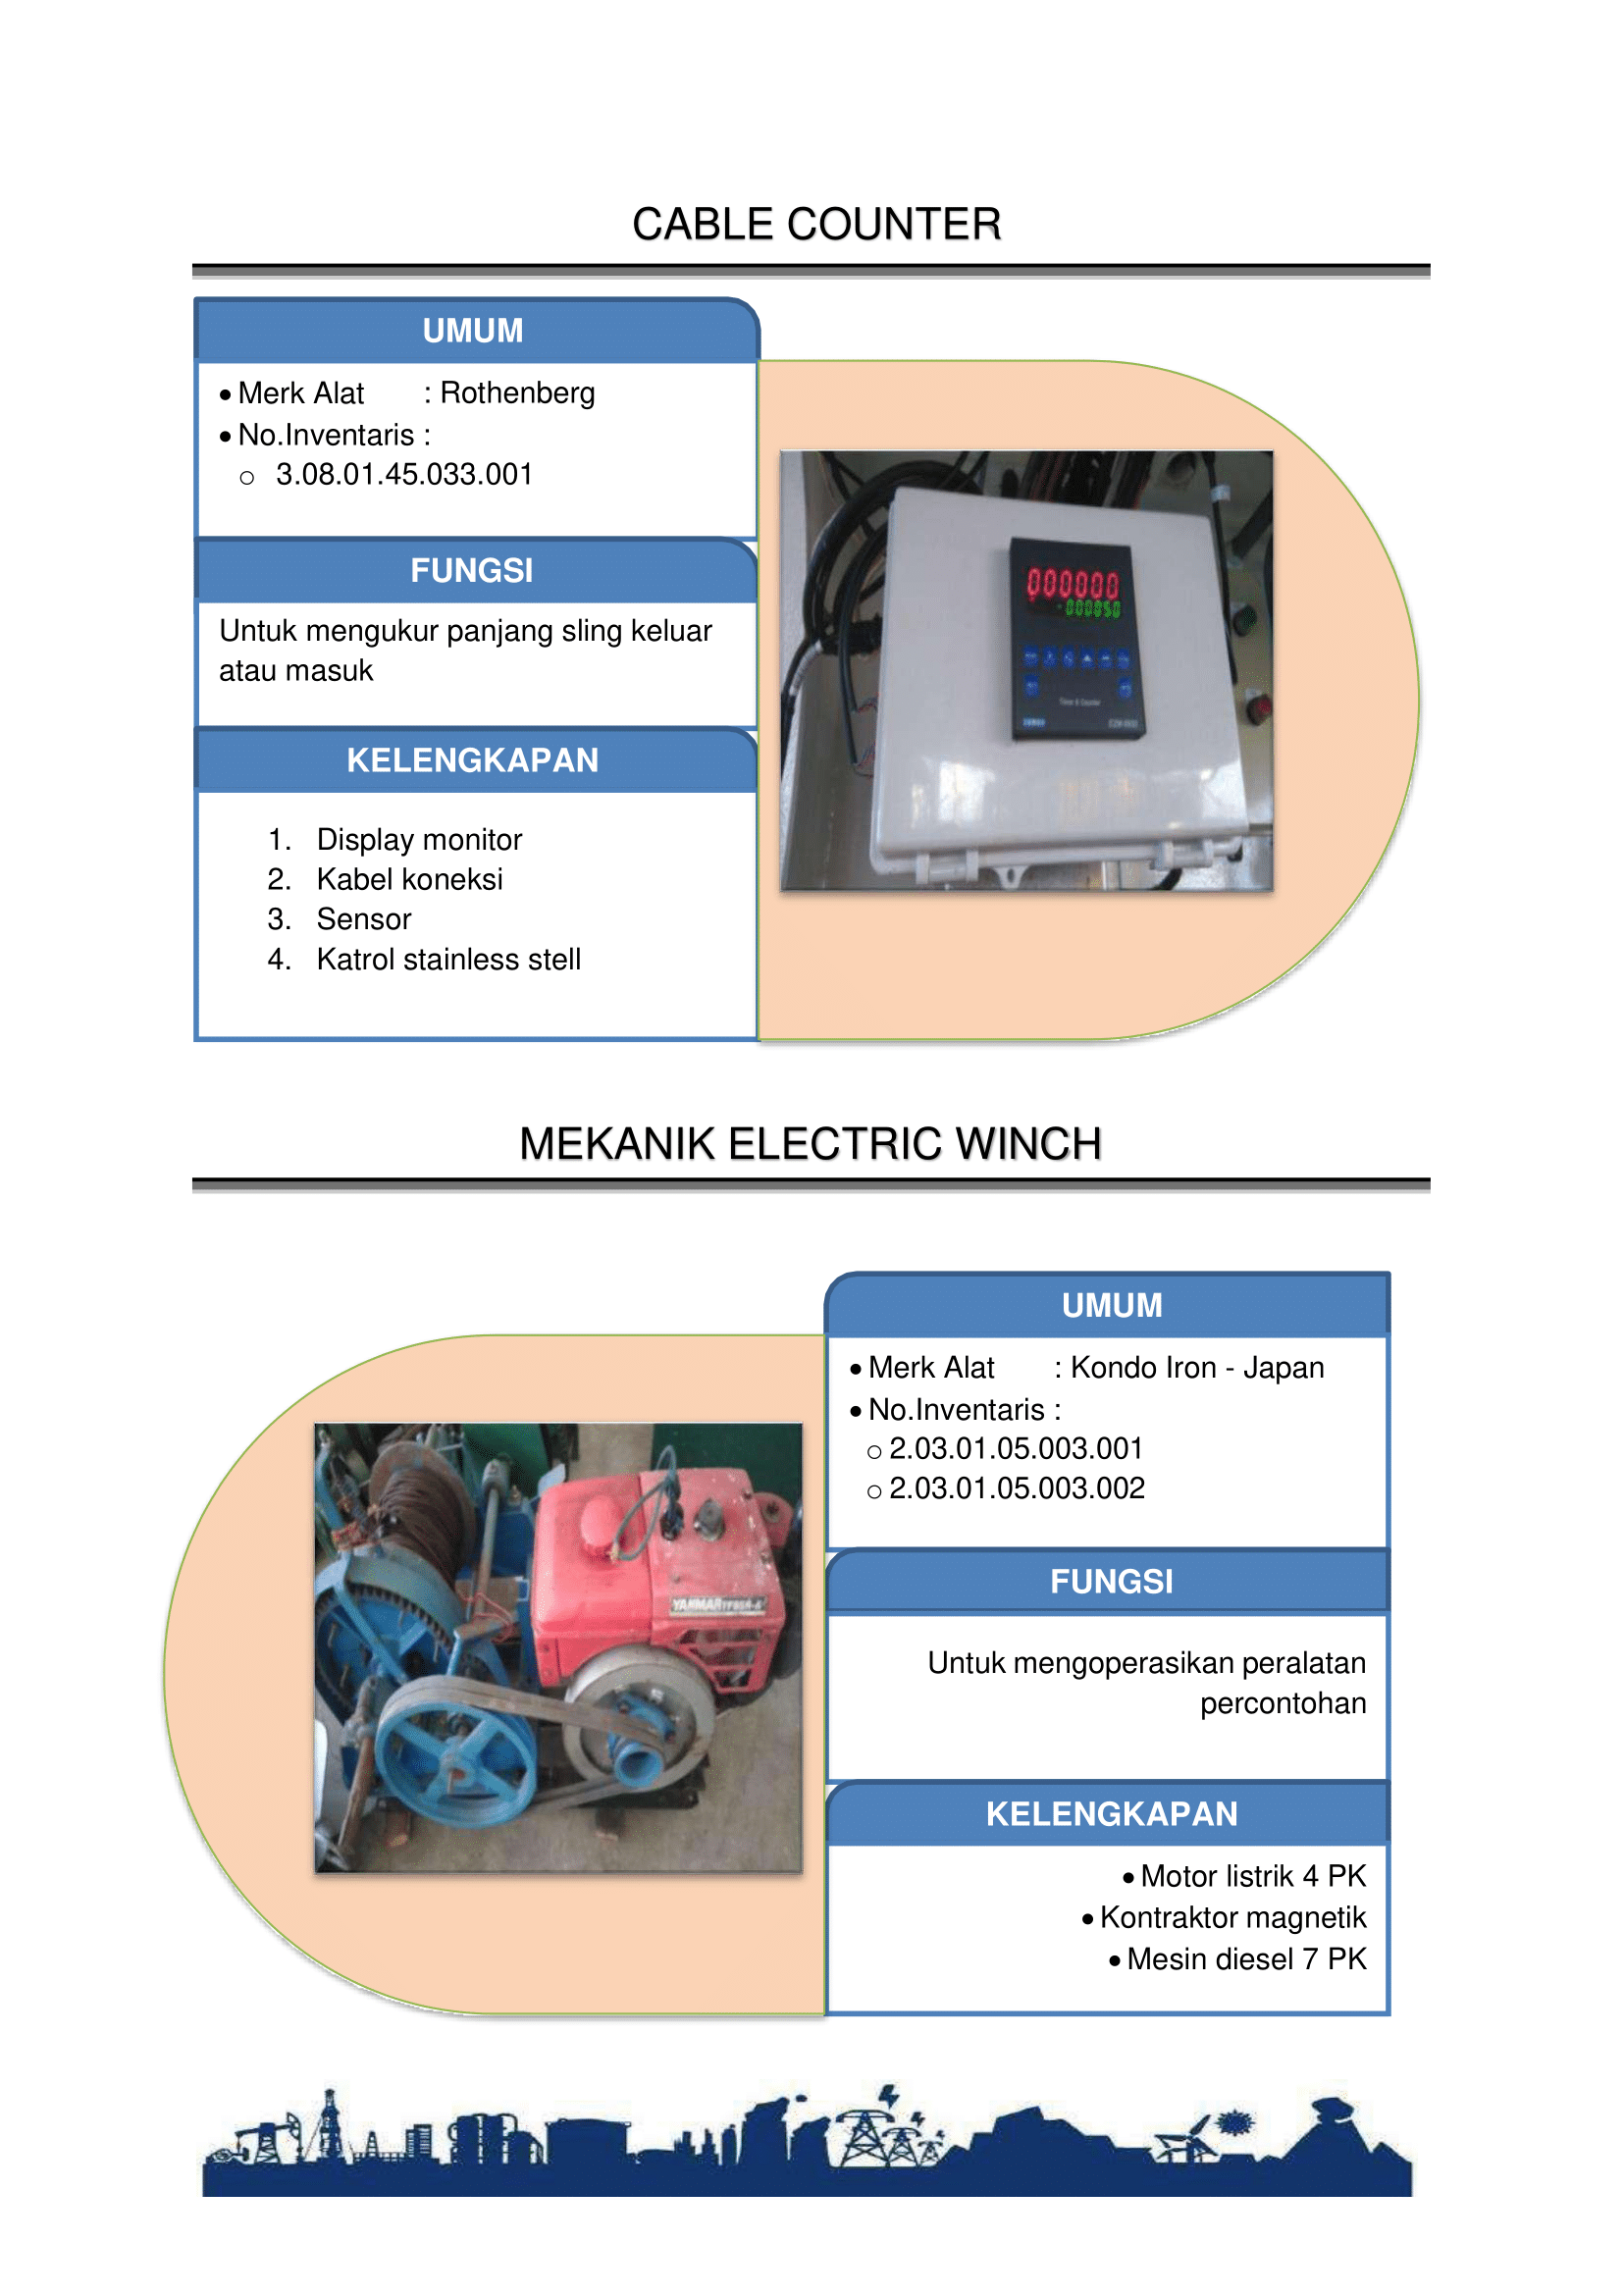 CABLE COUNTER
UMUM
• Merk Alat : Rothenberg
• No.Inventaris :
o 3.08.01.45.033.001
FUNGSI
Untuk mengukur panjang sling keluar
atau masuk
KELENGKAPAN
1. Display monitor
2. Kabel koneksi
3. Sensor
4. Katrol stainless stell
000000
000850
Time & Counter
MEKANIK ELECTRIC WINCH
UMUM
• Merk Alat : Kondo Iron - Japan
• No.Inventaris :
o 2.03.01.05.003.001
o 2.03.01.05.003.002
FUNGSI
Untuk mengoperasikan peralatan
percontohan
KELENGKAPAN
• Motor listrik 4 PK
• Kontraktor magnetik
• Mesin diesel 7 PK
YANMAR